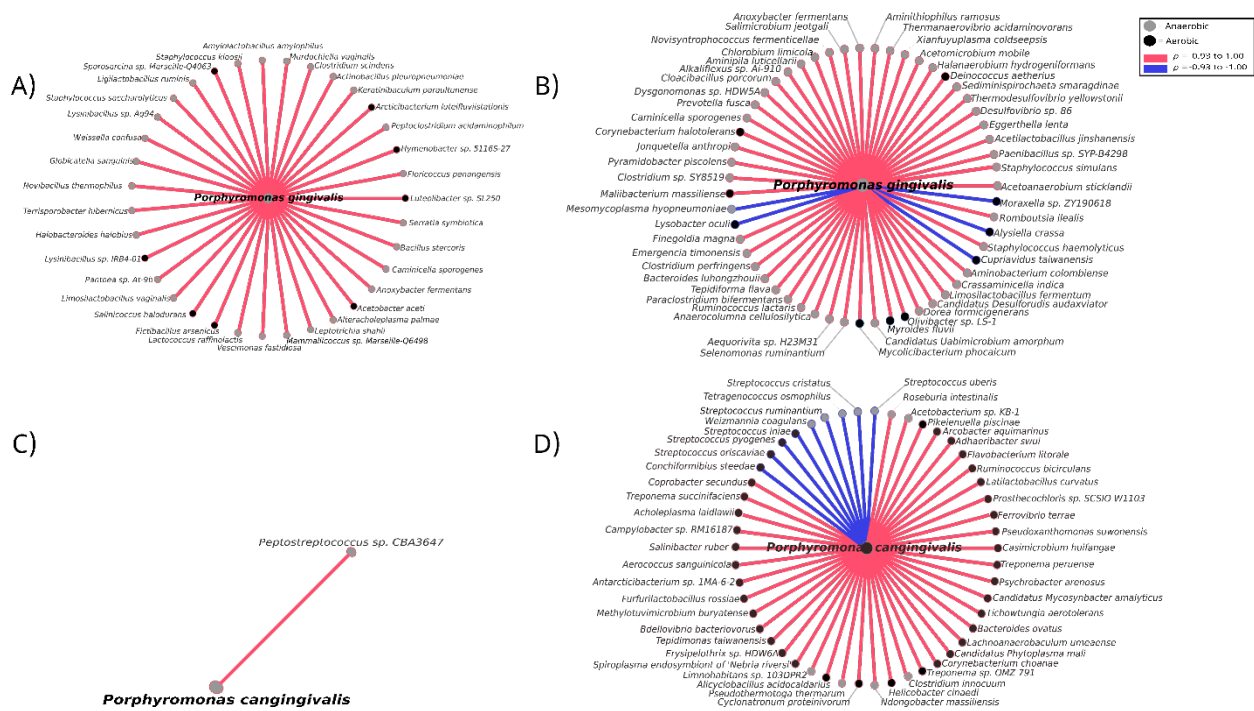 A)
Amylolactobacillus amylophilus
Staphylococcus kloosii
Murdochiella vaginalis
Sporosarcina sp. Marseille-Q4063
Clostridium scindens
Ligilactobacillus ruminis
Actinobacillus pleuropneumoniae
Staphylococcus saccharolyticus
Keratinibaculum paraultunense
Lysinibacillus sp. Ag94
Arcticibacterium luteifluviistationis
Weissella confusa
Peptoclostridium acidaminophilum
Globicatella sanguinis
Hymenobacter sp. 5116S-27
Novibacillus thermophilus
Floricoccus penangensis
Porphyromonas gingivalis
Luteolibacter sp. SL250
Terrisporobacter hibernicus
Serratia symbiotica
Halobacteroides halobius
Bacillus stercoris
Lysinibacillus sp. IRB4-01
Caminicella sporogenes
Pantoea sp. At-9b
Anoxybacter fermentans
Limosilactobacillus vaginalis
Acetobacter aceti
Salinicoccus halodurans
Alteracholeplasma palmae
Fictibacillus arsenicus
Leptotrichia shahii
Lactococcus raffinolactis
Mammaliicoccus sp. Marseille-Q6498
Vescimonas fastidiosa
B)
Anoxybacter fermentans
Aminithiophilus ramosus
Salimicrobium jeotgali
Thermanaerovibrio acidaminovorans
Novisyntrophococcus fermenticellae
Xianfuyuplasma coldseepsis
Chlorobium limicola
Acetomicrobium mobile
Aminipila luticellarii
Halanaerobium hydrogeniformans
Alkaliflexus sp. Ai-910
Deinococcus aetherius
Cloacibacillus porcorum
Sediminispirochaeta smaragdinae
Dysgonomonas sp. HDW5A
Thermodesulfovibrio yellowstonii
Prevotella fusca
Desulfovibrio sp. 86
Caminicella sporogenes
Eggerthella lenta
Corynebacterium halotolerans
Acetilactobacillus jinshanensis
Jonquetella anthropi
Paenibacillus sp. SYP-B4298
Pyramidobacter piscolens
Staphylococcus simulans
Clostridium sp. SY8519
Porphyromonas gingivalis
Acetoanaerobium sticklandii
Maliibacterium massiliense
Moraxella sp. ZY190618
Mesomycoplasma hyopneumoniae
Romboutsia ilealis
Lysobacter oculi
Alysiella crassa
Finegoldia magna
Staphylococcus haemolyticus
Emergencia timonensis
Cupriavidus taiwanensis
Clostridium perfringens
Aminobacterium colombiense
Bacteroides luhongzhouii
Crassaminicella indica
Tepidiforma flava
Limosilactobacillus fermentum
Paraclostridium bifermentans
Candidatus Desulforudis audaxviator
Ruminococcus lactaris
Dorea formicigenerans
Anaerocolumna cellulosilytica
Olivibacter sp. LS-1
Myroides fluvii
Aequorivita sp. H23M31
Candidatus Uabimicrobium amorphum
Selenomonas ruminantium
Mycolicibacterium phocaicum
Anaerobic
Aerobic
ρ = 0.93 to 1.00
ρ = -0.93 to -1.00
C)
Peptostreptococcus sp. CBA3647
Porphyromonas cangingivalis
D)
Streptococcus cristatus
Streptococcus uberis
Tetragenococcus osmophilus
Roseburia intestinalis
Streptococcus ruminantium
Acetobacterium sp. KB-1
Weizmannia coagulans
Pikeienuella piscinae
Streptococcus iniae
Arcobacter aquimarinus
Streptococcus pyogenes
Adhaeribacter swui
Streptococcus oriscaviae
Flavobacterium litorale
Conchiformibius steedae
Ruminococcus bicirculans
Coprobacter secundus
Latilactobacillus curvatus
Treponema succinifaciens
Prosthecochloris sp. SCSIO W1103
Acholeplasma laidlawii
Ferrovibrio terrae
Campylobacter sp. RM16187
Pseudoxanthomonas suwonensis
Salinibacter ruber
Porphyromonas cangingivalis
Casimicrobium huifangae
Aerococcus sanguinicola
Treponema peruense
Antarcticibacterium sp. 1MA-6-2
Psychrobacter arenosus
Furfurilactobacillus rossiae
Candidatus Mycosynbacter amalyticus
Methylotuvimicrobium buryatense
Lichowtungia aerotolerans
Bdellovibrio bacteriovorus
Bacteroides ovatus
Tepidimonas taiwanensis
Lachnoanaerobaculum umeaense
Erysipelothrix sp. HDW6A
Candidatus Phytoplasma mali
Spiroplasma endosymbiont of 'Nebria riversi'
Corynebacterium choanae
Limnohabitans sp. 103DPR2
Treponema sp. OMZ 791
Alicyclobacillus acidocaldarius
Clostridium innocuum
Pseudothermotoga thermarum
Helicobacter cinaedi
Cyclonatronum proteinivorum
Ndongobacter massiliensis